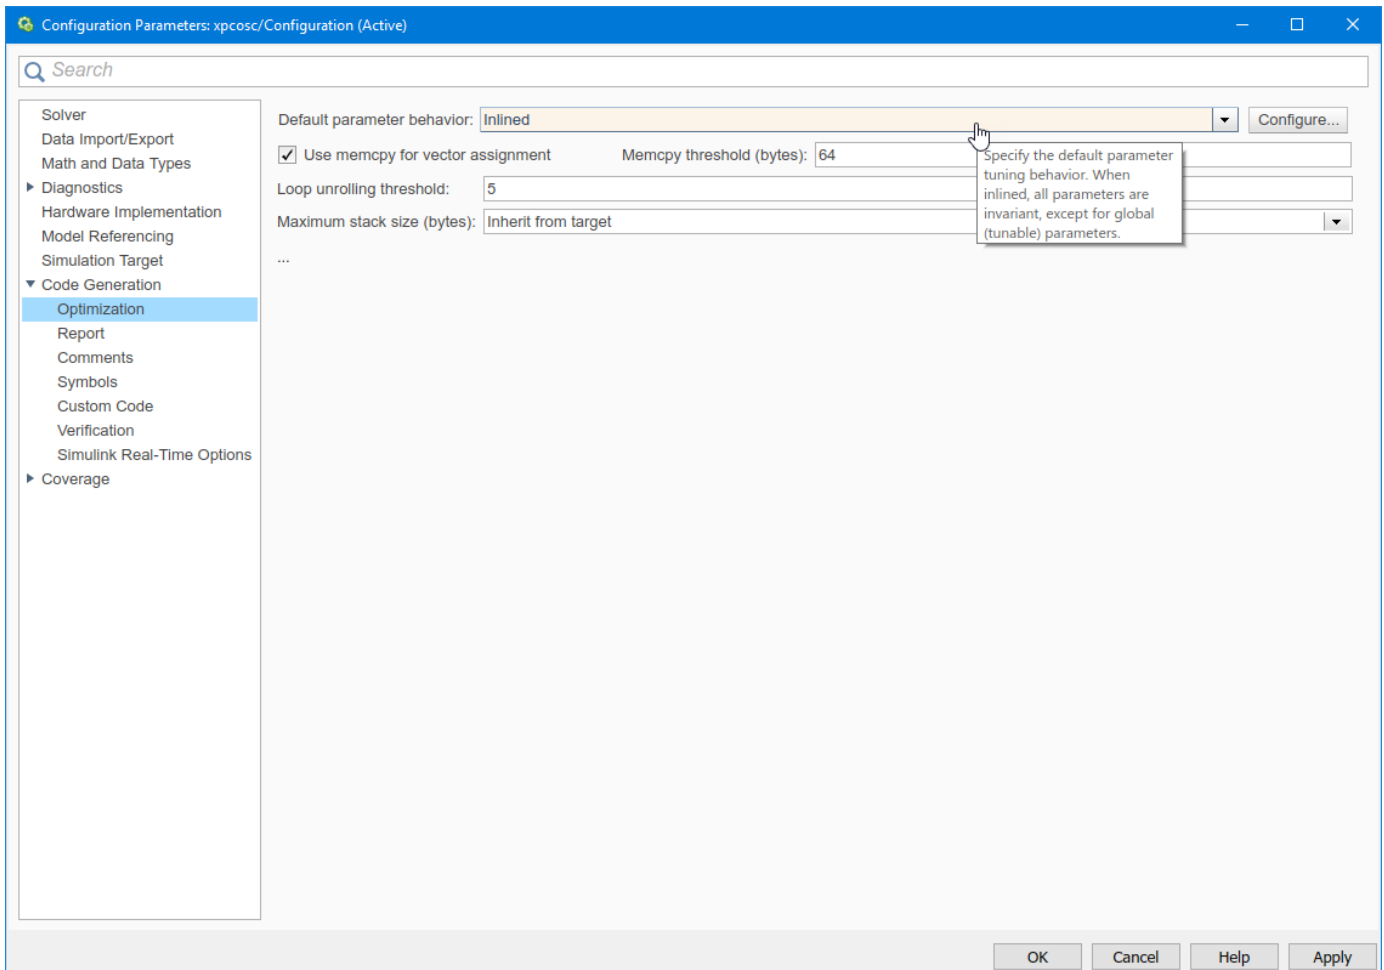 Configuration Parameters: xpcosc/Configuration (Active)
Search
Solver
Data Import/Export
Math and Data Types
Diagnostics
Hardware Implementation
Model Referencing
Simulation Target
Code Generation
Optimization
Report
Comments
Symbols
Custom Code
Verification
Simulink Real-Time Options
Coverage
Default parameter behavior: Inlined Configure...
Use memcpy for vector assignment Memcpy threshold (bytes): 64
Loop unrolling threshold: 5
Maximum stack size (bytes): Inherit from target
...
Specify the default parameter
tuning behavior. When
inlined, all parameters are
invariant, except for global
(tunable) parameters.
OK Cancel Help Apply